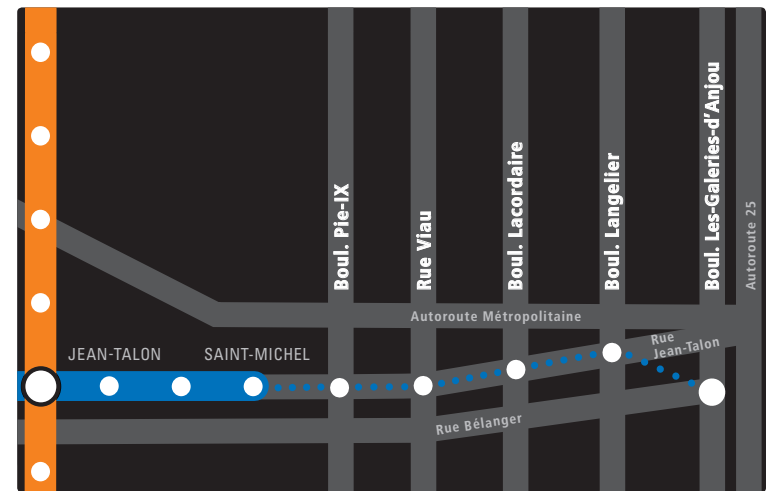 Boul. Pie-IX
Rue Viau
Boul. Lacordaire
Boul. Langelier
Boul. Les-Galeries-d'Anjou
Autoroute 25
Autoroute Métropolitaine
JEAN-TALON
SAINT-MICHEL
Rue
Jean-Talon
Rue Bélanger